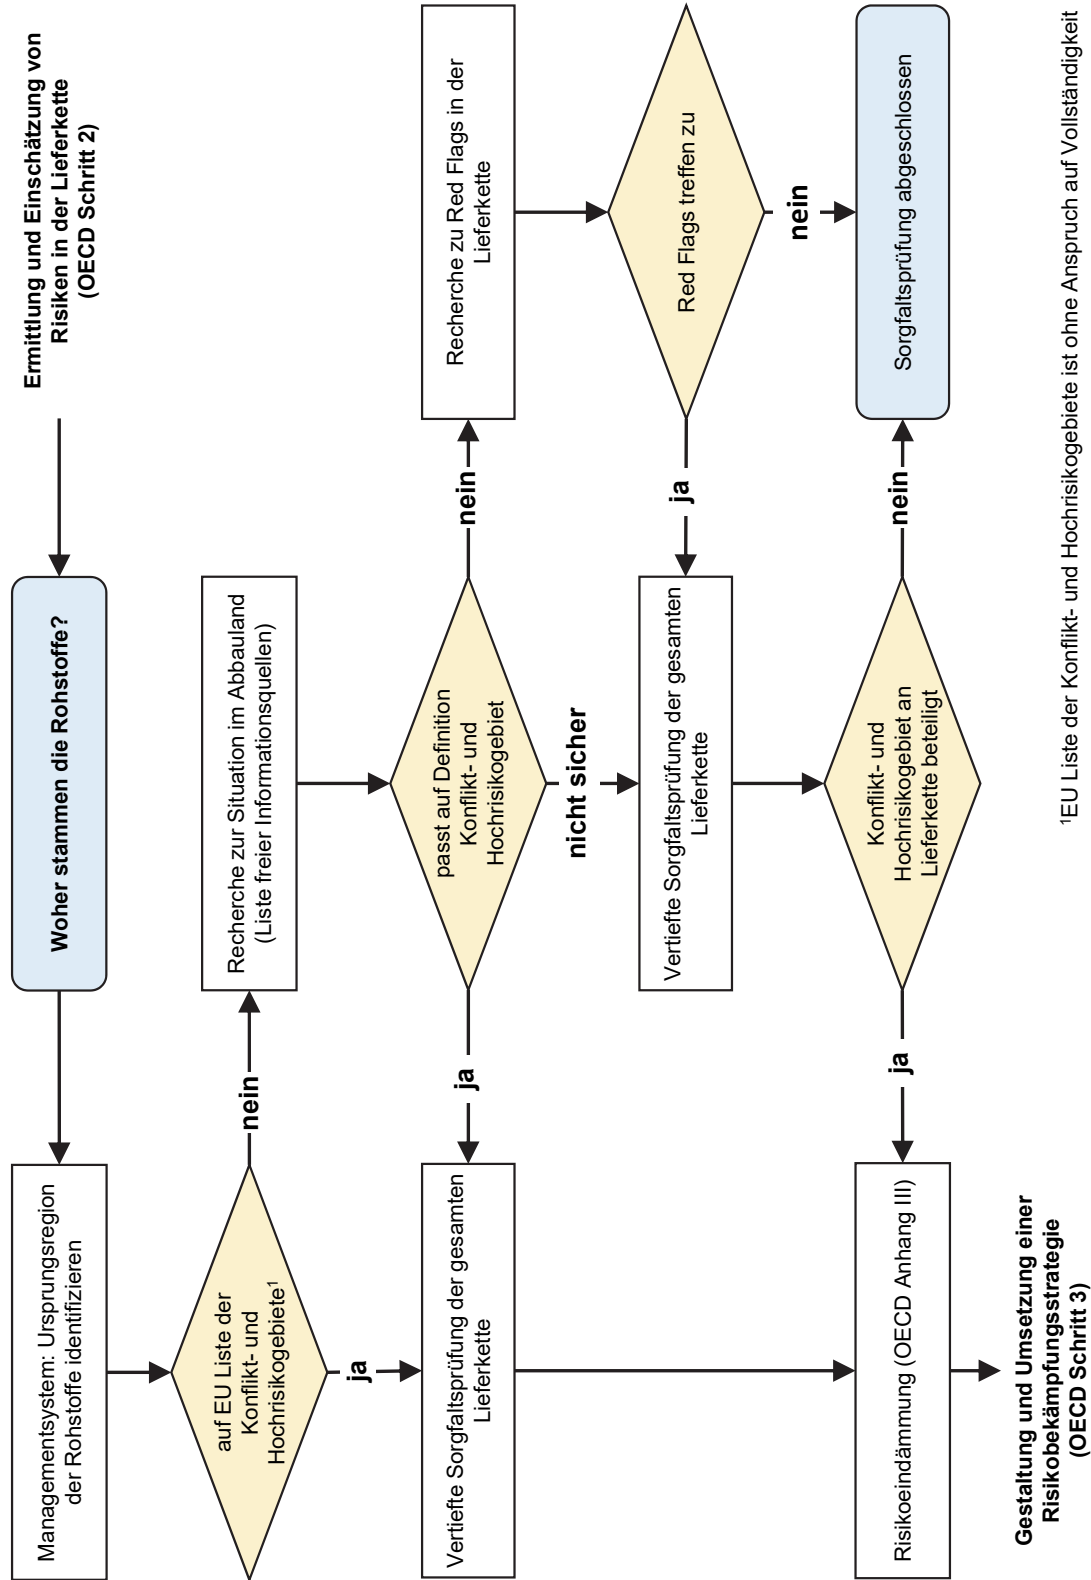 Ermittlung und Einschätzung von
Risiken in der Lieferkette
(OECD Schritt 2)
Woher stammen die Rohstoffe?
Managementsystem: Ursprungsregion
der Rohstoffe identifizieren
auf EU Liste der
Konflikt- und
Hochrisikogebiete¹
nein
ja
Recherche zur Situation im Abbauland
(Liste freier Informationsquellen)
passt auf Definition
Konflikt- und
Hochrisikogebiet
ja
nein
nicht sicher
Recherche zu Red Flags in der
Lieferkette
Red Flags treffen zu
ja
nein
Vertiefte Sorgfaltsprüfung der gesamten
Lieferkette
Vertiefte Sorgfaltsprüfung der gesamten
Lieferkette
Konflikt- und
Hochrisikogebiet an
Lieferkette beteiligt
ja
nein
Sorgfaltsprüfung abgeschlossen
Risikoeindämmung (OECD Anhang III)
Gestaltung und Umsetzung einer
Risikobekämpfungsstrategie
(OECD Schritt 3)
¹EU Liste der Konflikt- und Hochrisikogebiete ist ohne Anspruch auf Vollständigkeit